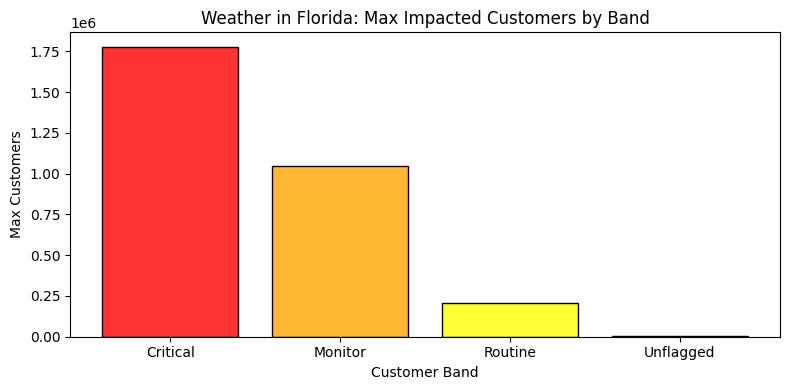 Weather in Florida: Max Impacted Customers by Band
1e6
1.75
1.50
1.25
1.00
0.75
0.50
0.25
0.00
Max Customers
Critical
Monitor
Routine
Unflagged
Customer Band